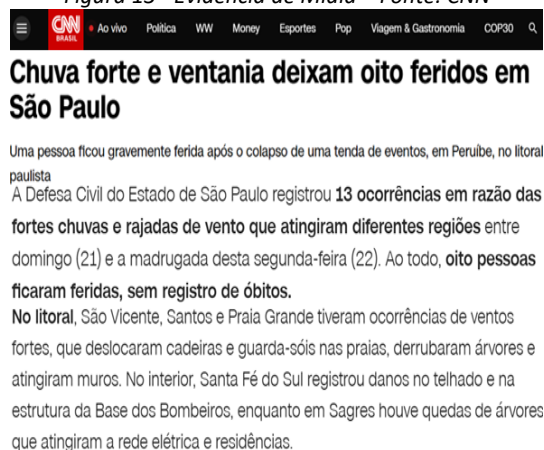 Figura 13 - Evidência de Mídia – Fonte: CNN
CNN BRASIL • Ao vivo Política WW Money Esportes Pop Viagem & Gastronomia COP30
Chuva forte e ventania deixam oito feridos em
São Paulo
Uma pessoa ficou gravemente ferida após o colapso de uma tenda de eventos, em Peruíbe, no litoral
paulista
A Defesa Civil do Estado de São Paulo registrou 13 ocorrências em razão das
fortes chuvas e rajadas de vento que atingiram diferentes regiões entre
domingo (21) e a madrugada desta segunda-feira (22). Ao todo, oito pessoas
ficaram feridas, sem registro de óbitos.
No litoral, São Vicente, Santos e Praia Grande tiveram ocorrências de ventos
fortes, que deslocaram cadeiras e guarda-sóis nas praias, derrubaram árvores e
atingiram muros. No interior, Santa Fé do Sul registrou danos no telhado e na
estrutura da Base dos Bombeiros, enquanto em Sagres houve quedas de árvores
que atingiram a rede elétrica e residências.